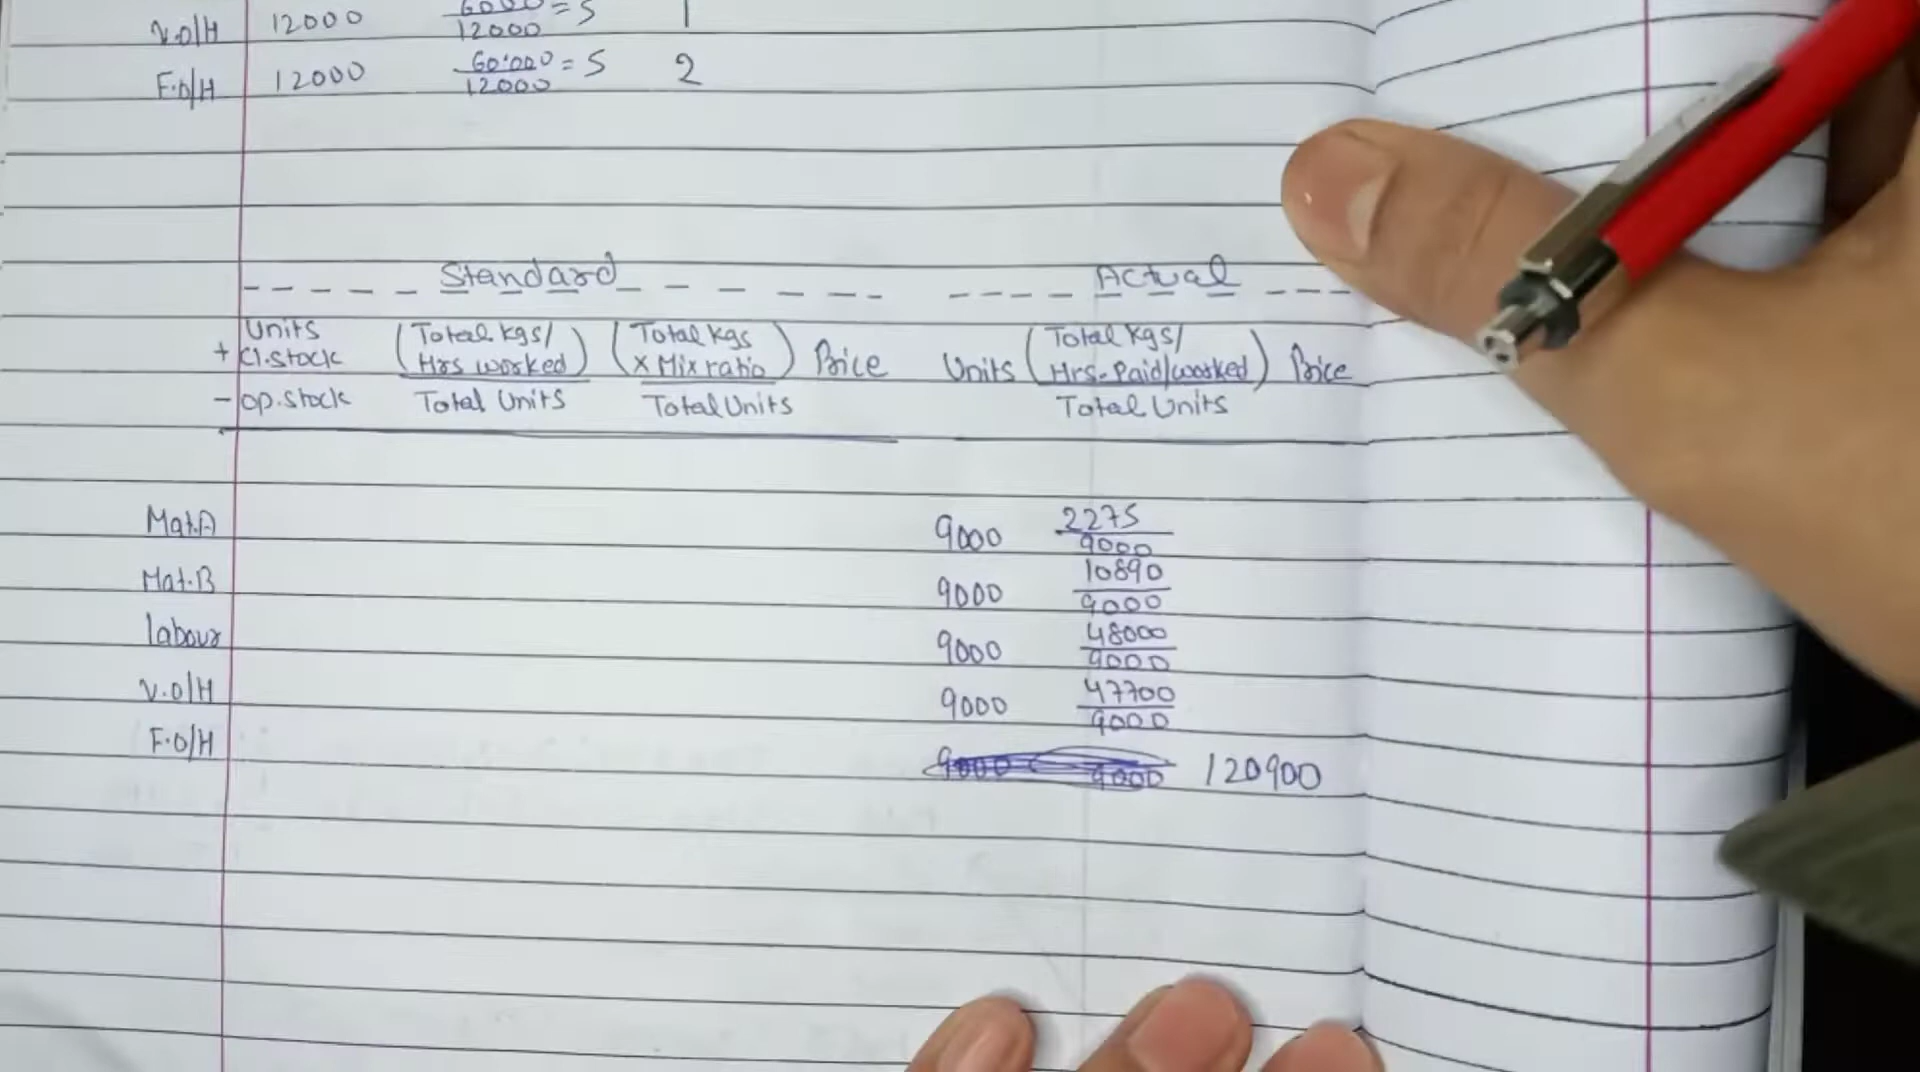 V.O/H 12000 60000/12000 = 5 1
F.O/H 12000 60'000/12000 = 5 2
Standard Actual
Units + Cl.stock - Op.stock (Total Kgs/ Hrs worked) / Total Units (Total Kgs x Mix ratio) / Total Units Price Units (Total Kgs/ Hrs-Paid/worked) / Total Units Price
Mat.A 9000 2275/9000
Mat.B 9000 10890/9000
labour 9000 48000/9000
V.O/H 9000 47700/9000
F.O/H 120900